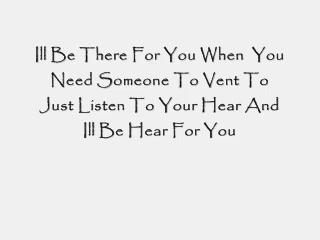 Ill Be There For You When  You
Need Someone To Vent To
Just Listen To Your Hear And
Ill Be Hear For You